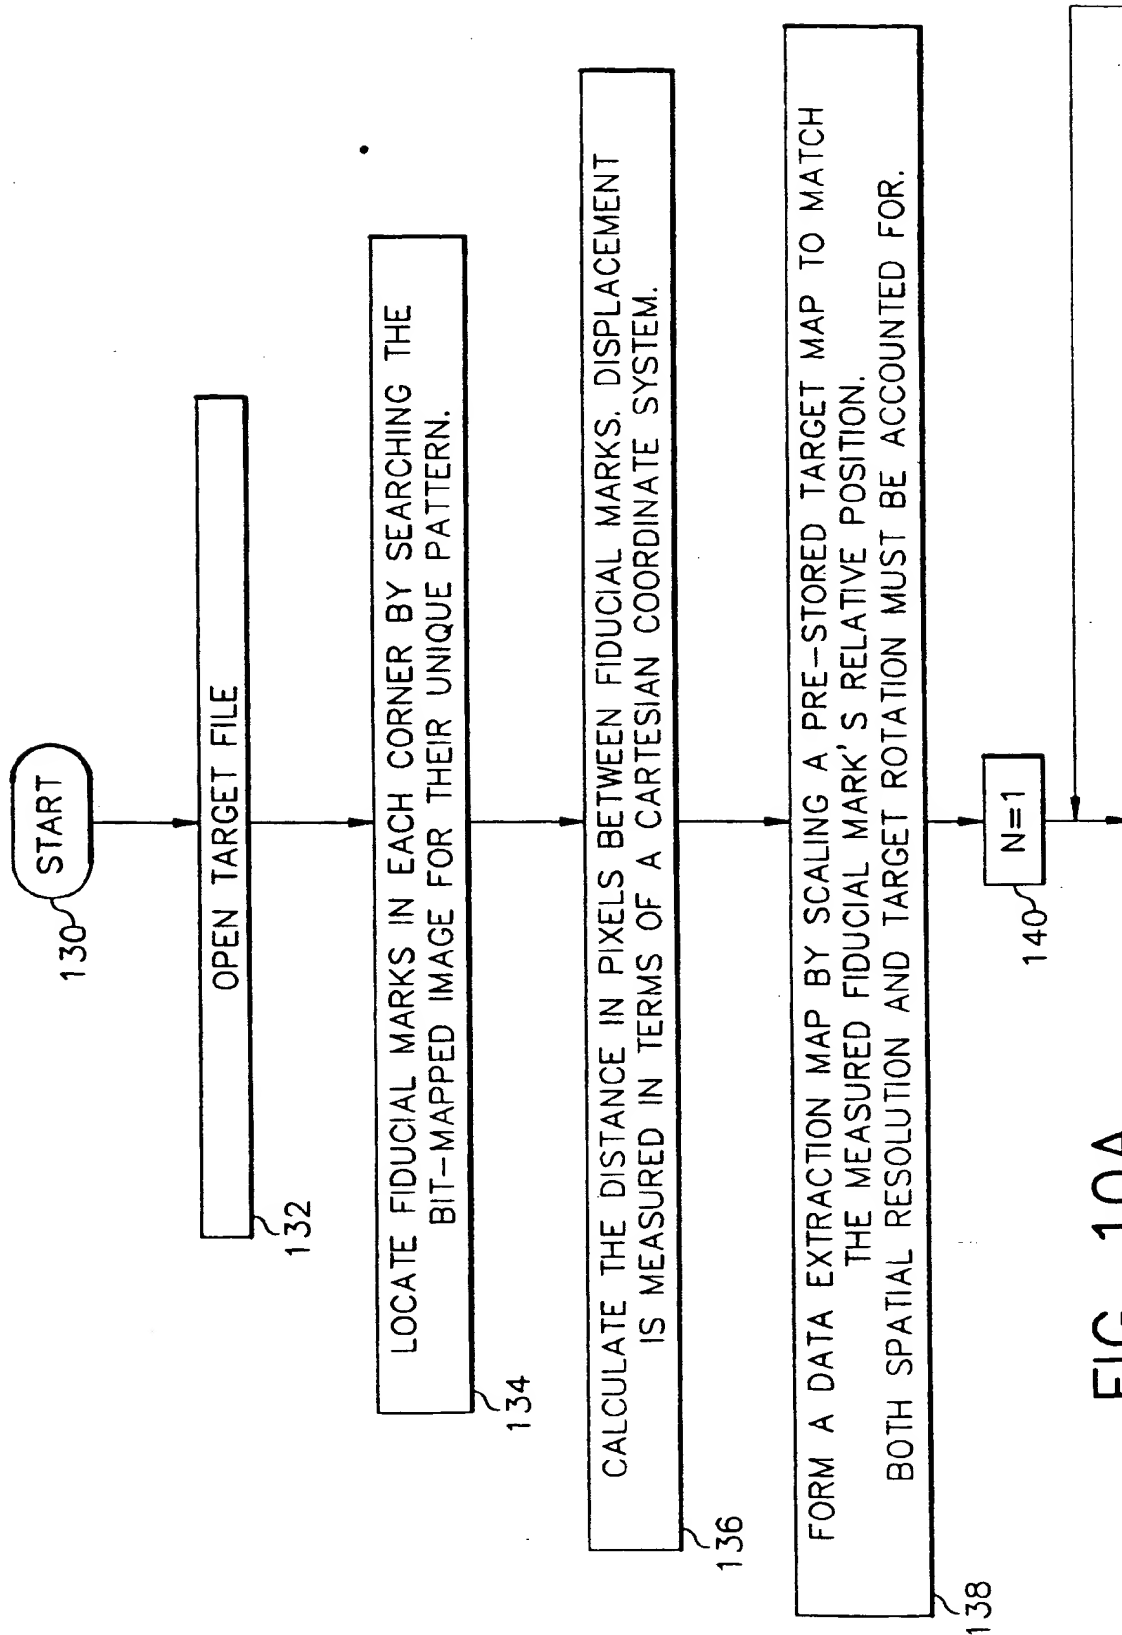 START
130
OPEN TARGET FILE
132
LOCATE FIDUCIAL MARKS IN EACH CORNER BY SEARCHING THE
BIT-MAPPED IMAGE FOR THEIR UNIQUE PATTERN.
134
CALCULATE THE DISTANCE IN PIXELS BETWEEN FIDUCIAL MARKS. DISPLACEMENT
IS MEASURED IN TERMS OF A CARTESIAN COORDINATE SYSTEM.
136
FORM A DATA EXTRACTION MAP BY SCALING A PRE-STORED TARGET MAP TO MATCH
THE MEASURED FIDUCIAL MARK'S RELATIVE POSITION.
BOTH SPATIAL RESOLUTION AND TARGET ROTATION MUST BE ACCOUNTED FOR.
138
N=1
140
FIG 10A